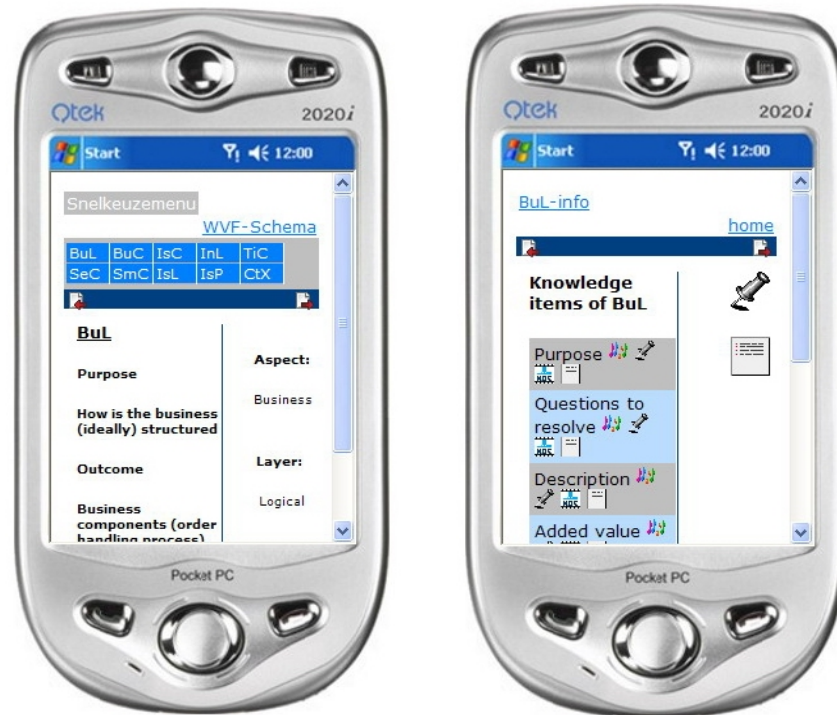 Qtek
2020i
Start 12:00
Snelkeuzemenu
WVF-Schema
BuL BuC IsC InL TiC
SeC SmC IsL IsP CtX
BuL
Purpose
How is the business
(ideally) structured
Outcome
Business
components (order
handling process)
Aspect:
Business
Layer:
Logical
Pocket PC
Qtek
2020i
Start 12:00
BuL-info
home
Knowledge
items of BuL
Purpose
Questions to
resolve
Description
Added value
Pocket PC